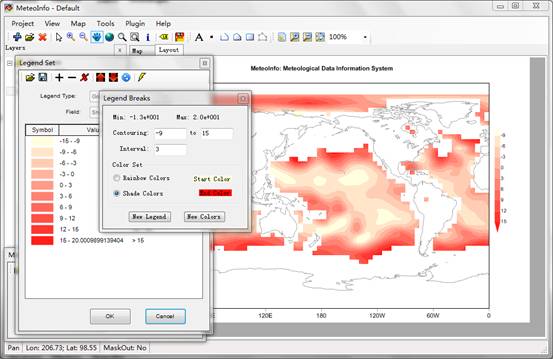 MeteoInfo - Default
Project View Map Tools Plugin Help
100%
Layers
Map Layout
Legend Set
Legend Type:
Field:
Symbol Valu
-15 - -9
-9 - -6
-6 - -3
-3 - 0
0 - 3
3 - 6
6 - 9
9 - 12
12 - 15
15 - 20.0009899139404 > 15
OK Cancel
Legend Breaks
Min: -1.3e+001 Max: 2.0e+001
Contouring: -9 to 15
Interval: 3
Color Set
Rainbow Colors Start Color
Shade Colors End Color
New Legend New Colors
MeteoInfo: Meteological Data Information System
-9
-6
-3
0
3
6
9
12
15
120E 180 120W 60W 0
Pan Lon: 206.73; Lat: 98.55 MaskOut: No